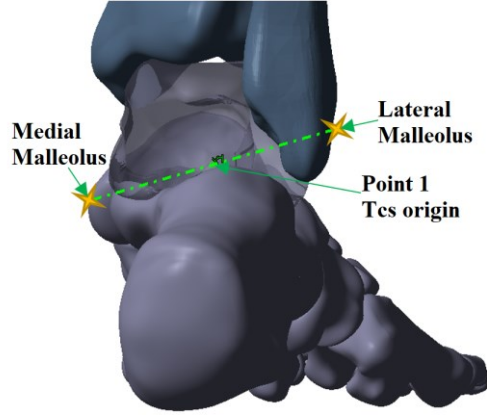 Medial
Malleolus
Lateral
Malleolus
Point 1
Tcs origin